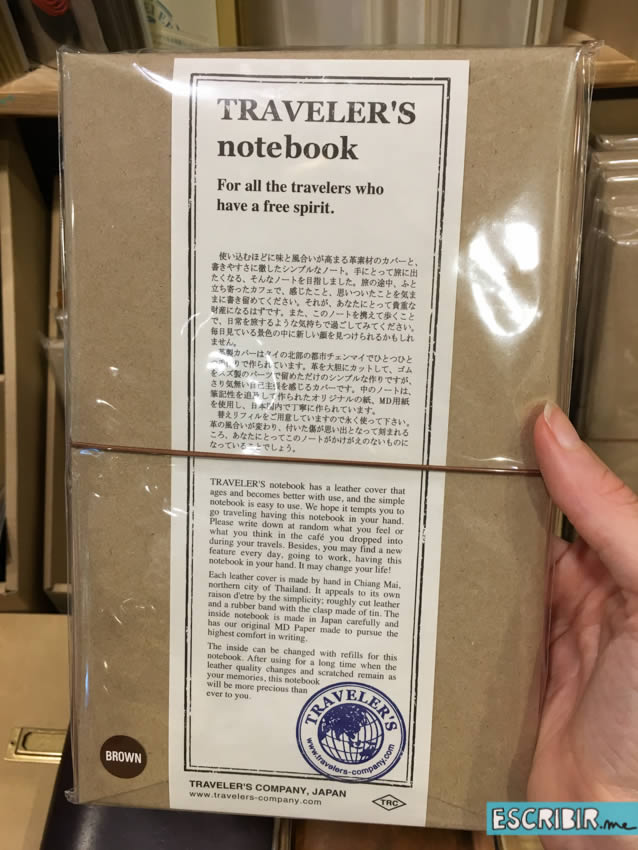 TRAVELER'S
notebook
For all the travelers who
have a free spirit.
使い込むほどに味と風合いが高まる革素材のカバーと、
書きやすさに徹したシンプルなノート。手にとって旅に出
たくなる、そんなノートを目指しました。旅の途中、ふと
立ち寄ったカフェで、感じたこと、思いついたことを気ま
まに書き留めてください。それが、あなたにとって貴重な
財産になるはずです。また、このノートを携えて歩くこと
で、日常を旅するような気持ちで過ごしてみてください。
毎日見ている景色の中に新しい顔を見つけられるかもしれ
ません。
革製カバーはタイの北部の都市チェンマイでひとつひと
りで作られています。革を大胆にカットして、ゴム
をスズ製のパーツで留めただけのシンプルな作りですが、
さり気無い自己主張を感じるカバーです。中のノートは、
筆記性を追及して作られたオリジナルの紙、MD用紙
を使用し、日本国内で丁寧に作られています。
替えリフィルをご用意していますので永く使って下さい。
革の風合いが変わり、付いた傷が思い出となって刻まれる
ころ、あなたにとってこのノートがかけがえのないものに
なっていることでしょう。
TRAVELER'S notebook has a leather cover that
ages and becomes better with use, and the simple
notebook is easy to use. We hope it tempts you to
go traveling having this notebook in your hand.
Please write down at random what you feel or
what you think in the café you dropped into
during your travels. Besides, you may find a new
feature every day, going to work, having this
notebook in your hand. It may change your life!
Each leather cover is made by hand in Chiang Mai,
northern city of Thailand. It appeals to its own
raison d'etre by the simplicity; roughly cut leather
and a rubber band with the clasp made of tin. The
inside notebook is made in Japan carefully and
has our original MD Paper made to pursue the
highest comfort in writing.
The inside can be changed with refills for this
notebook. After using for a long time when the
leather quality changes and scratched remain as
your memories, this notebook
will be more precious than
ever to you.
TRAVELER'S
www.travelers-company.com
BROWN
TRAVELER'S COMPANY, JAPAN
www.travelers-company.com
TRC
ESCRIBIR.me